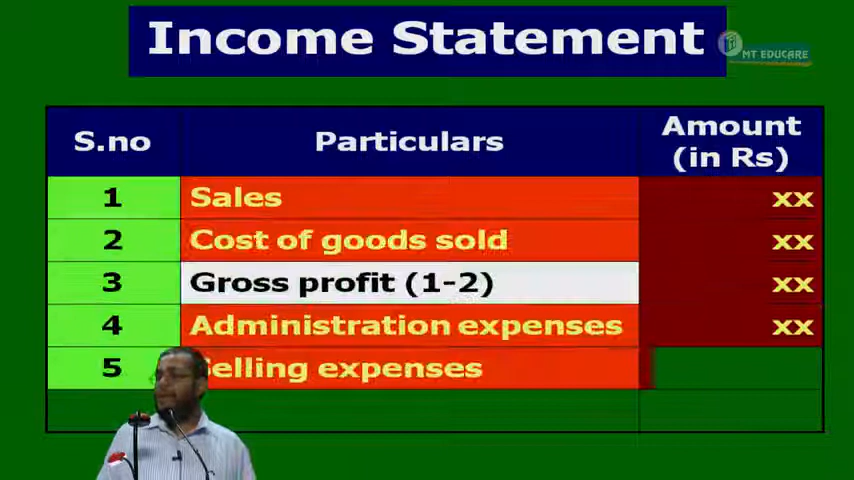 Income Statement
MT EDUCARE
S.no Particulars Amount (in Rs)
1 Sales xx
2 Cost of goods sold xx
3 Gross profit (1-2) xx
4 Administration expenses xx
5 Selling expenses